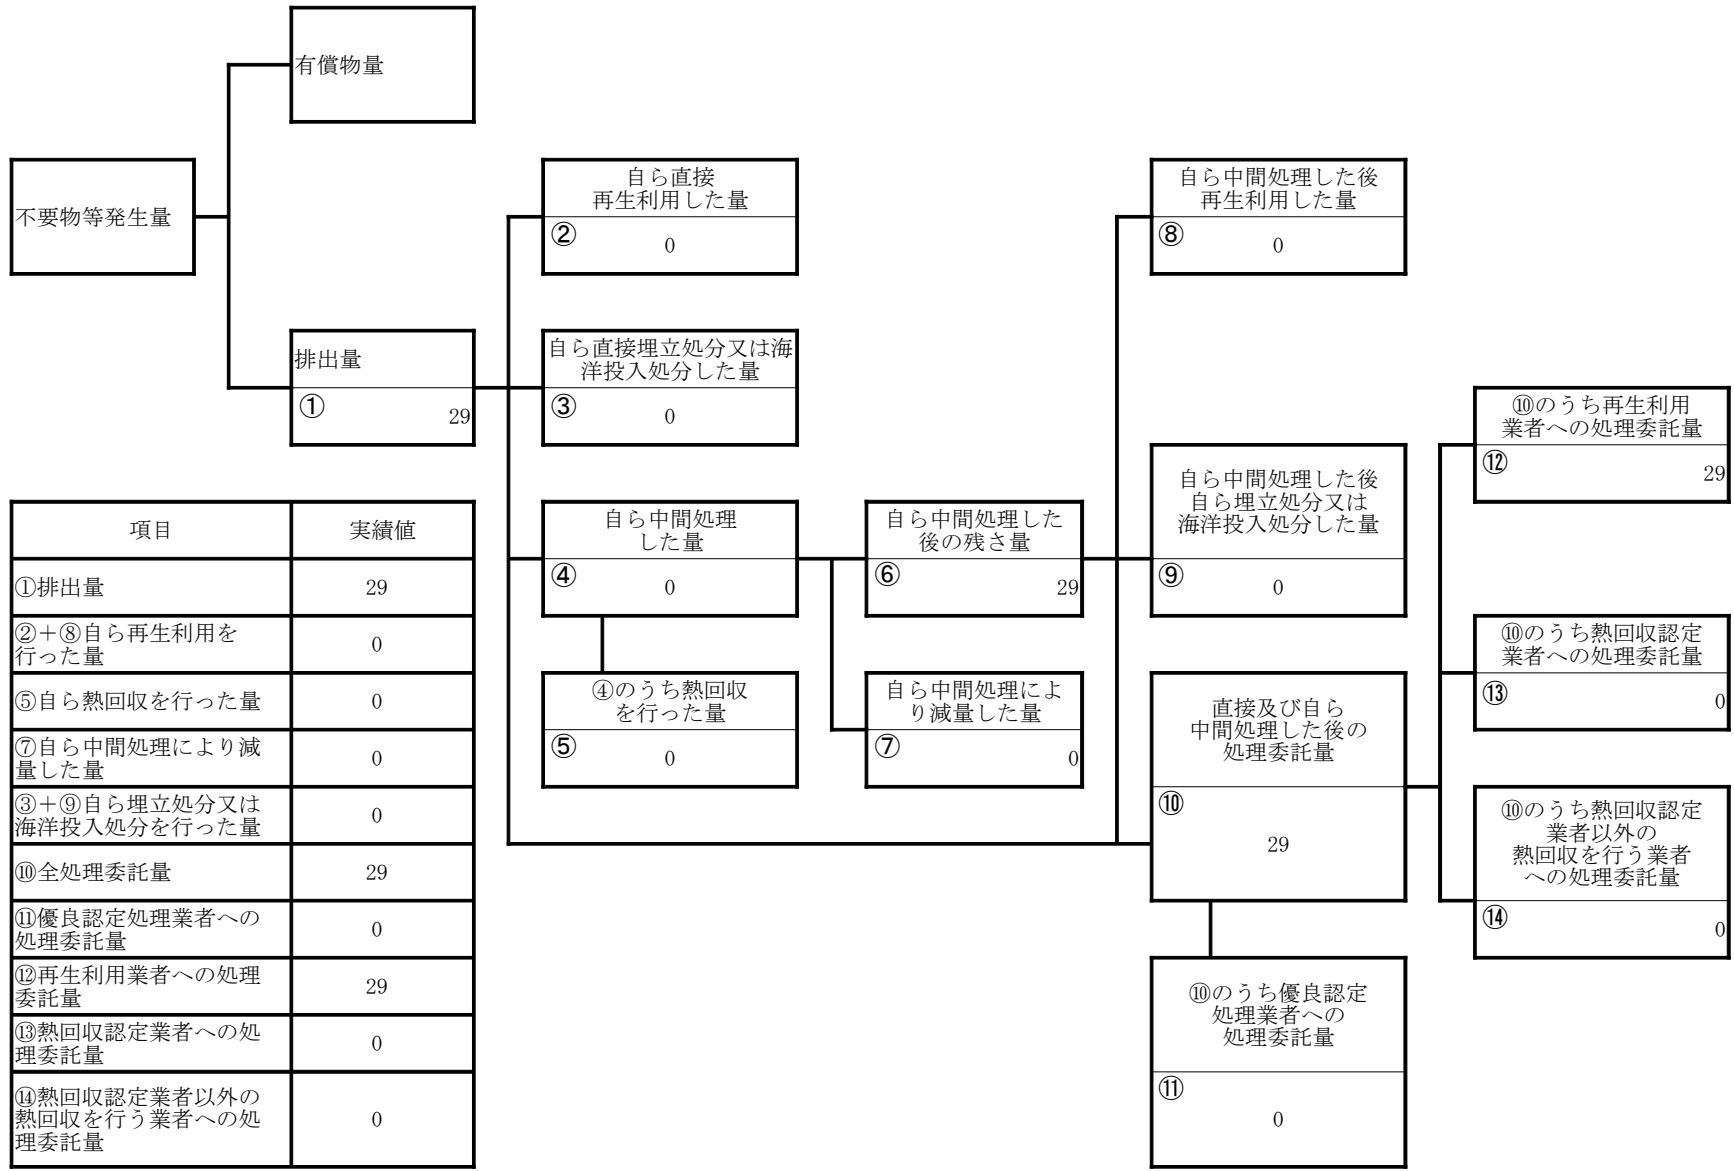 有償物量
不要物等発生量
自ら直接
再生利用した量
②
0
自ら中間処理した後
再生利用した量
⑧
0
排出量
①
29
自ら直接埋立処分又は海
洋投入処分した量
③
0
⑩のうち再生利用
業者への処理委託量
⑫
29
自ら中間処理した後
自ら埋立処分又は
海洋投入処分した量
⑨
0
自ら中間処理
した量
④
0
自ら中間処理した
後の残さ量
⑥
29
⑩のうち熱回収認定
業者への処理委託量
⑬
0
④のうち熱回収
を行った量
⑤
0
自ら中間処理によ
り減量した量
⑦
0
直接及び自ら
中間処理した後の
処理委託量
⑩
29
⑩のうち熱回収認定
業者以外の
熱回収を行う業者
への処理委託量
⑭
0
⑩のうち優良認定
処理業者への
処理委託量
⑪
0
項目 実績値
①排出量 29
②＋⑧自ら再生利用を
行った量 0
⑤自ら熱回収を行った量 0
⑦自ら中間処理により減
量した量 0
③＋⑨自ら埋立処分又は
海洋投入処分を行った量 0
⑩全処理委託量 29
⑪優良認定処理業者への
処理委託量 0
⑫再生利用業者への処理
委託量 29
⑬熱回収認定業者への処
理委託量 0
⑭熱回収認定業者以外の
熱回収を行う業者への処
理委託量 0